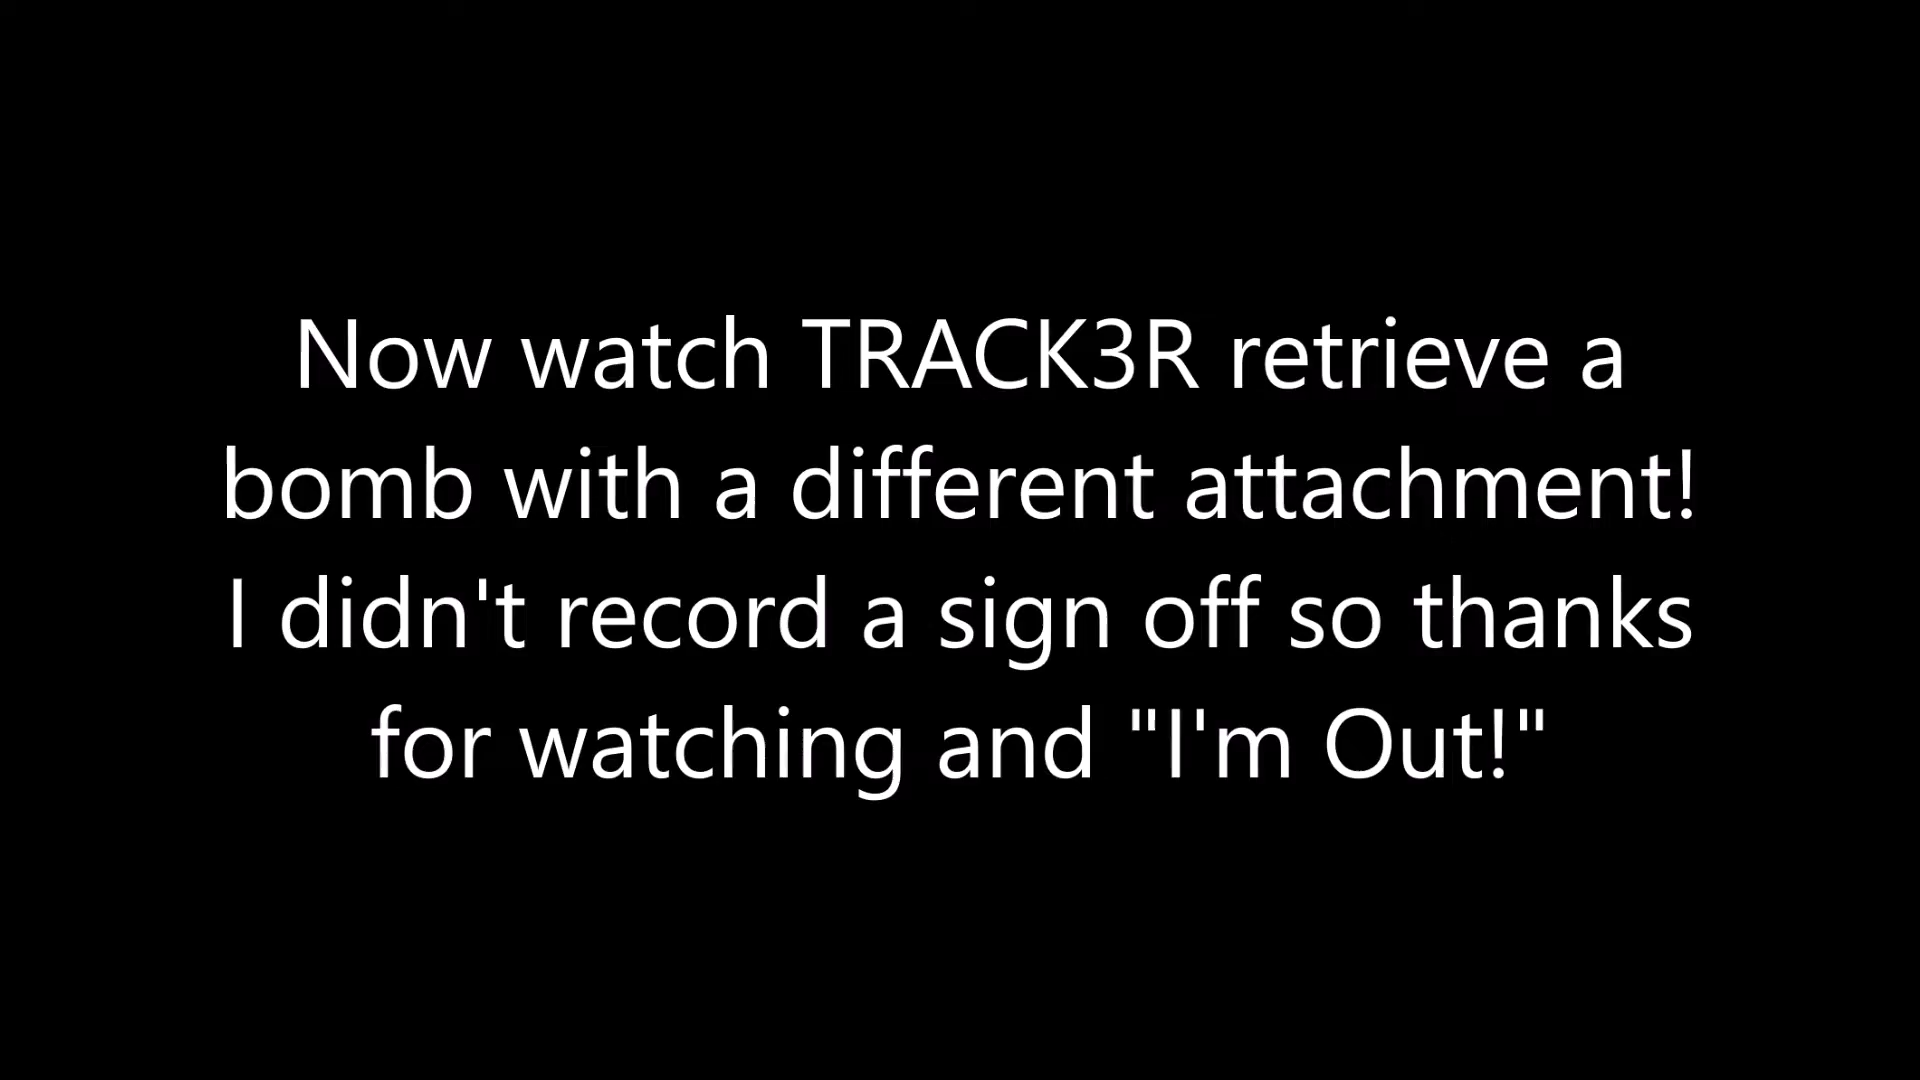 Now watch TRACK3R retrieve a
bomb with a different attachment!
I didn't record a sign off so thanks
for watching and "I'm Out!"